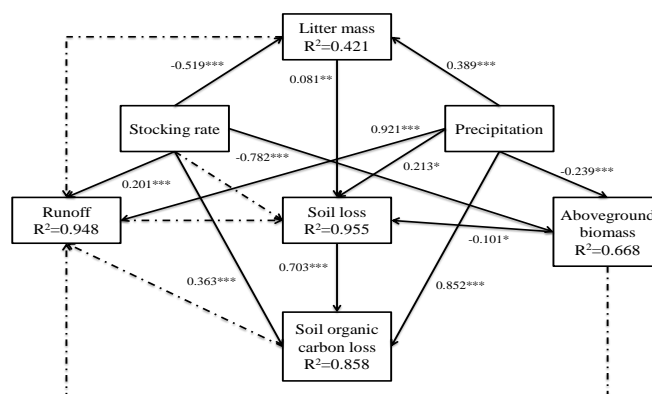 Litter mass
R²=0.421
-0.519***
0.389***
0.081**
Stocking rate
0.921***
Precipitation
-0.782***
0.213*
-0.239***
0.201***
Runoff
R²=0.948
Soil loss
R²=0.955
Aboveground
biomass
R²=0.668
-0.101*
0.363***
0.703***
0.852***
Soil organic
carbon loss
R²=0.858